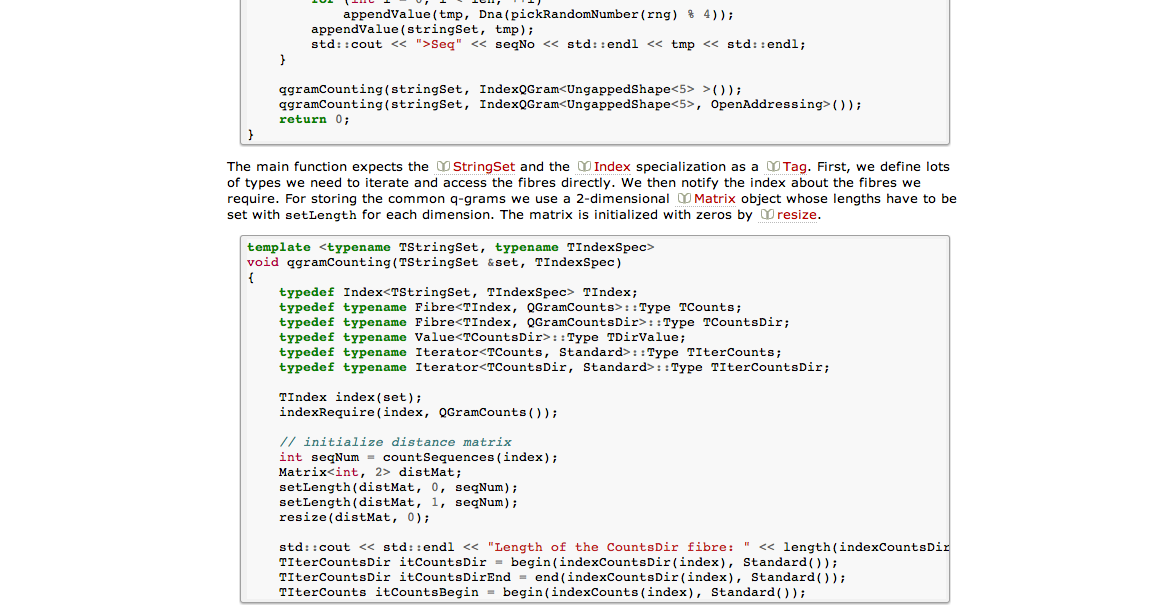 for (int i = 0; i < len; ++i)
appendValue(tmp, Dna(pickRandomNumber(rng) % 4));
appendValue(stringSet, tmp);
std::cout << ">Seq" << seqNo << std::endl << tmp << std::endl;
}
qgramCounting(stringSet, IndexQGram<UngappedShape<5> >());
qgramCounting(stringSet, IndexQGram<UngappedShape<5>, OpenAddressing>());
return 0;
}
The main function expects the StringSet and the Index specialization as a Tag. First, we define lots
of types we need to iterate and access the fibres directly. We then notify the index about the fibres we
require. For storing the common q-grams we use a 2-dimensional Matrix object whose lengths have to be
set with setLength for each dimension. The matrix is initialized with zeros by resize.
template <typename TStringSet, typename TIndexSpec>
void qgramCounting(TStringSet &set, TIndexSpec)
{
typedef Index<TStringSet, TIndexSpec> TIndex;
typedef typename Fibre<TIndex, QGramCounts>::Type TCounts;
typedef typename Fibre<TIndex, QGramCountsDir>::Type TCountsDir;
typedef typename Value<TCountsDir>::Type TDirValue;
typedef typename Iterator<TCounts, Standard>::Type TIterCounts;
typedef typename Iterator<TCountsDir, Standard>::Type TIterCountsDir;
TIndex index(set);
indexRequire(index, QGramCounts());
// initialize distance matrix
int seqNum = countSequences(index);
Matrix<int, 2> distMat;
setLength(distMat, 0, seqNum);
setLength(distMat, 1, seqNum);
resize(distMat, 0);
std::cout << std::endl << "Length of the CountsDir fibre: " << length(indexCountsDir
TIterCountsDir itCountsDir = begin(indexCountsDir(index), Standard());
TIterCountsDir itCountsDirEnd = end(indexCountsDir(index), Standard());
TIterCounts itCountsBegin = begin(indexCounts(index), Standard());